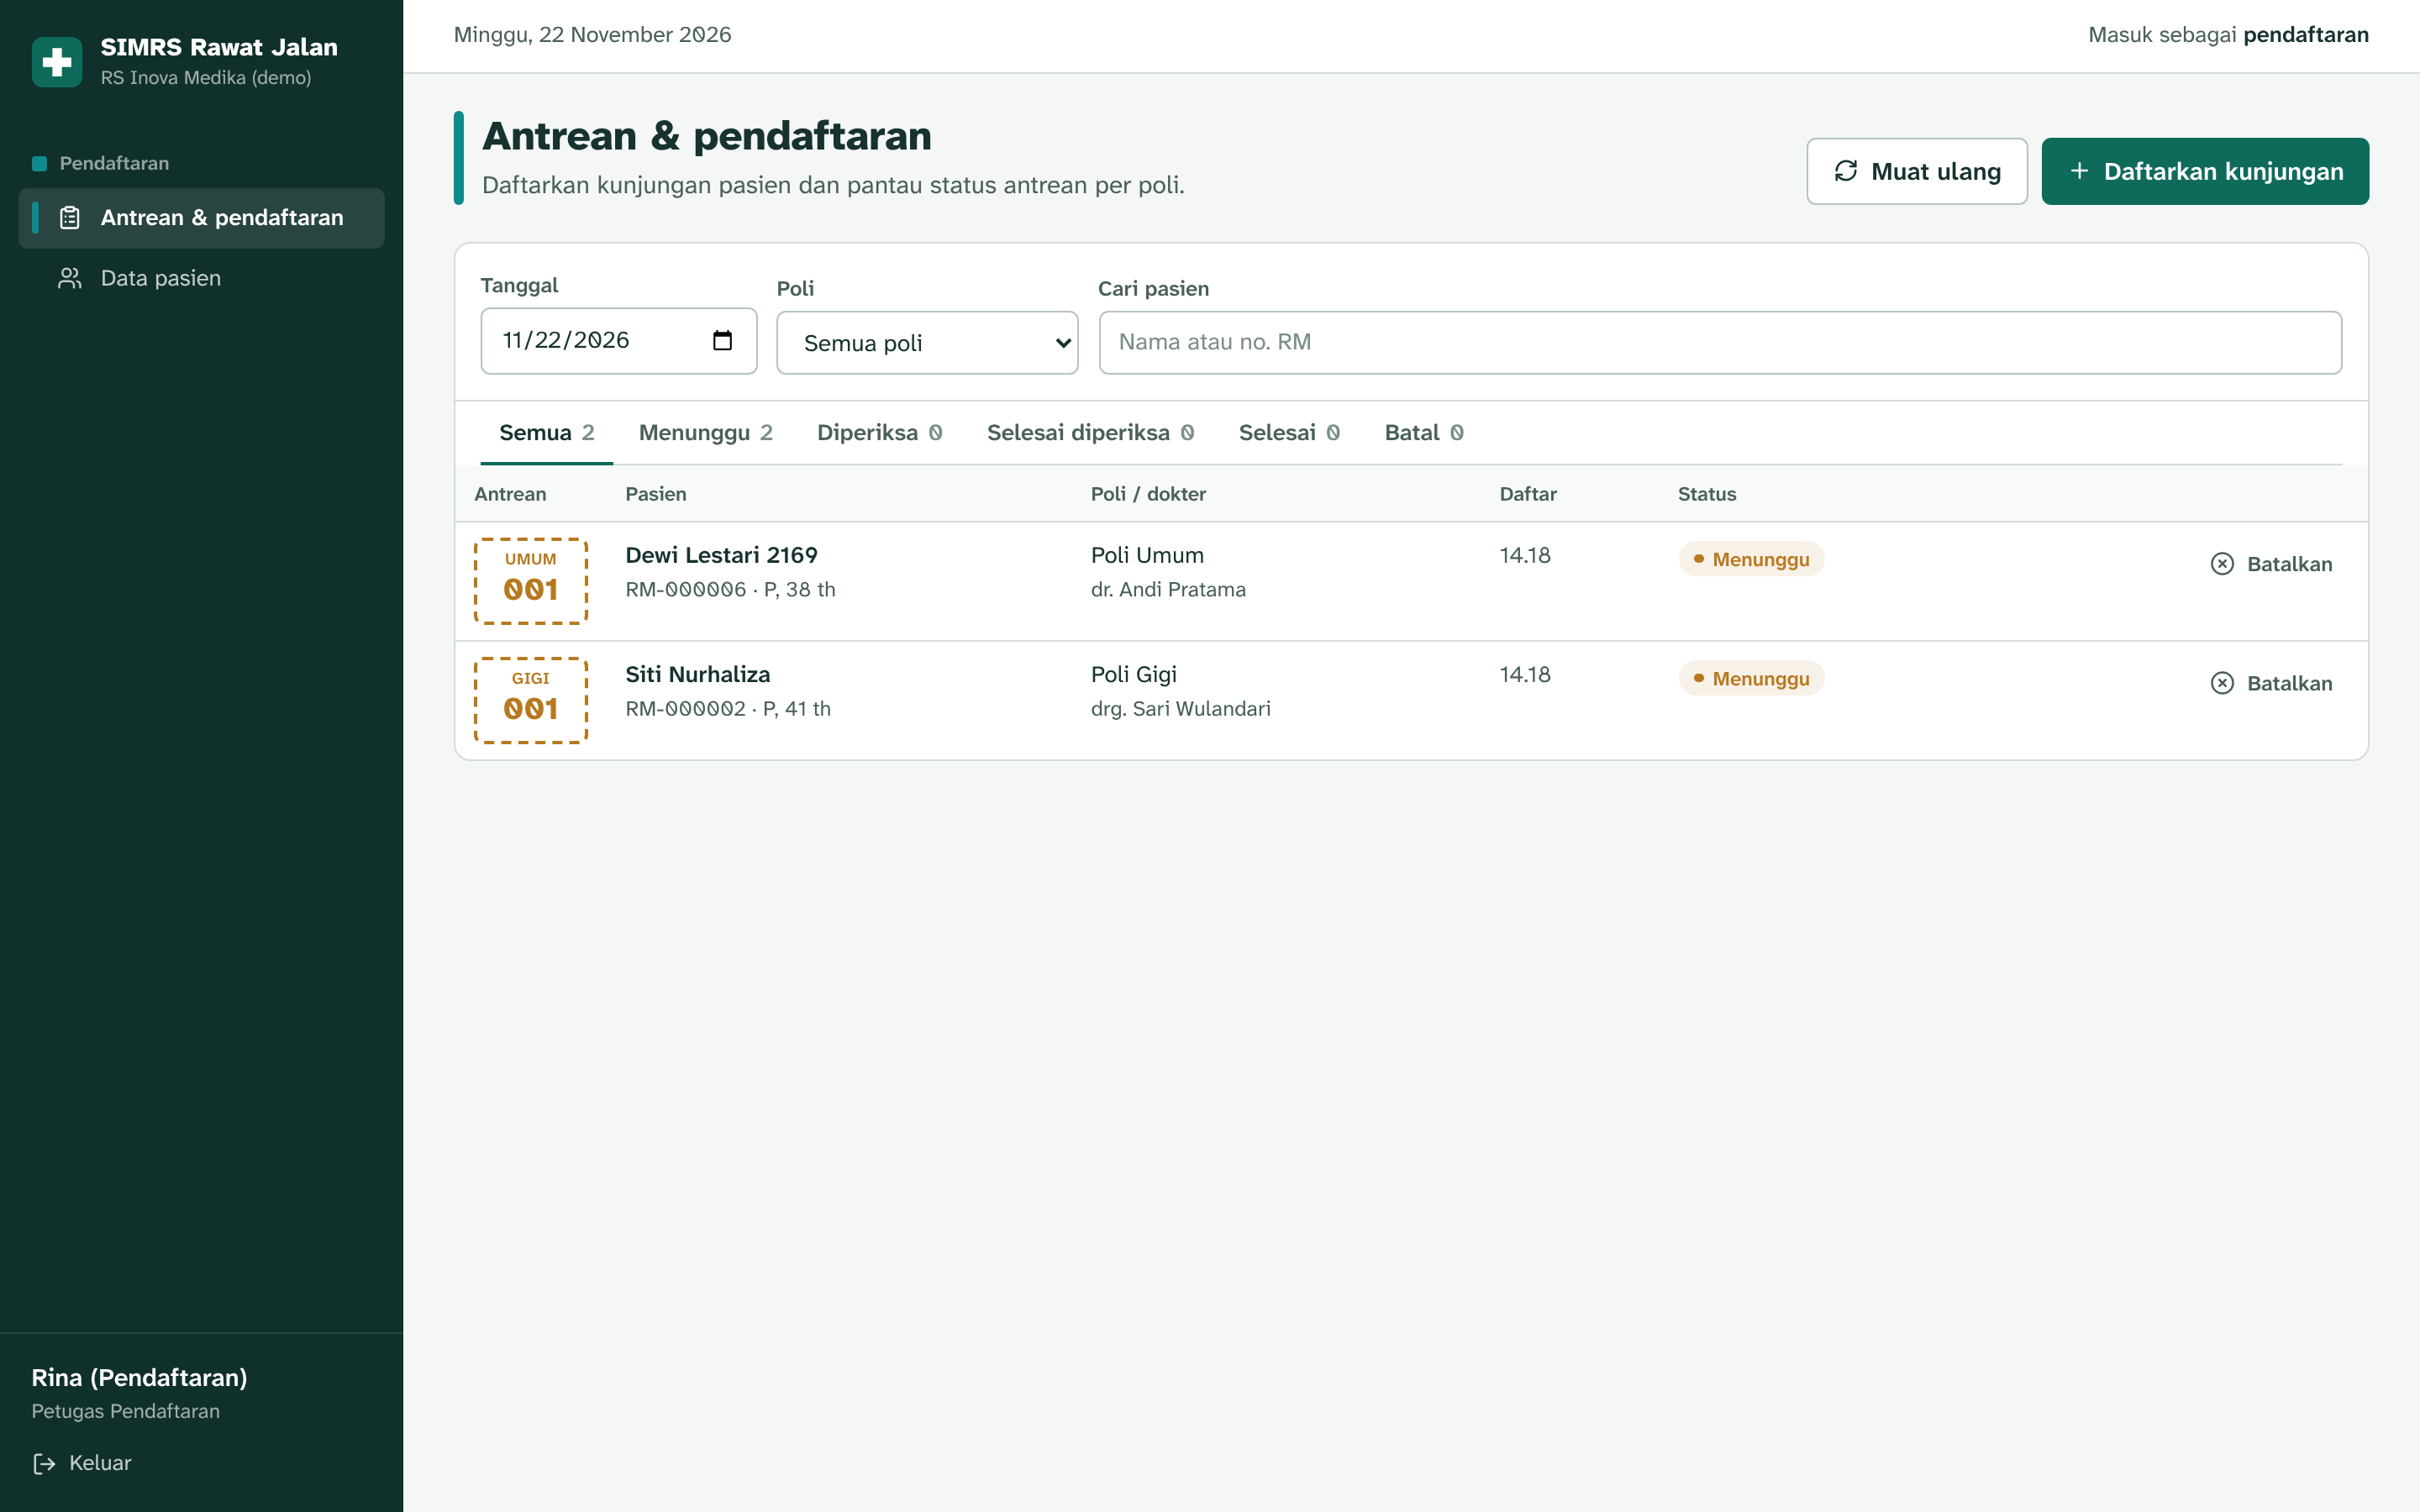 SIMRS Rawat Jalan
RS Inova Medika (demo)
Pendaftaran
Antrean & pendaftaran
Data pasien
Rina (Pendaftaran)
Petugas Pendaftaran
Keluar
Minggu, 22 November 2026
Masuk sebagai pendaftaran
Antrean & pendaftaran
Daftarkan kunjungan pasien dan pantau status antrean per poli.
Muat ulang
+ Daftarkan kunjungan
Tanggal
11/22/2026
Poli
Semua poli
Cari pasien
Nama atau no. RM
Semua 2 Menunggu 2 Diperiksa 0 Selesai diperiksa 0 Selesai 0 Batal 0
Antrean Pasien Poli / dokter Daftar Status
UMUM
001
Dewi Lestari 2169
RM-000006 · P, 38 th
Poli Umum
dr. Andi Pratama
14.18
Menunggu
Batalkan
GIGI
001
Siti Nurhaliza
RM-000002 · P, 41 th
Poli Gigi
drg. Sari Wulandari
14.18
Menunggu
Batalkan